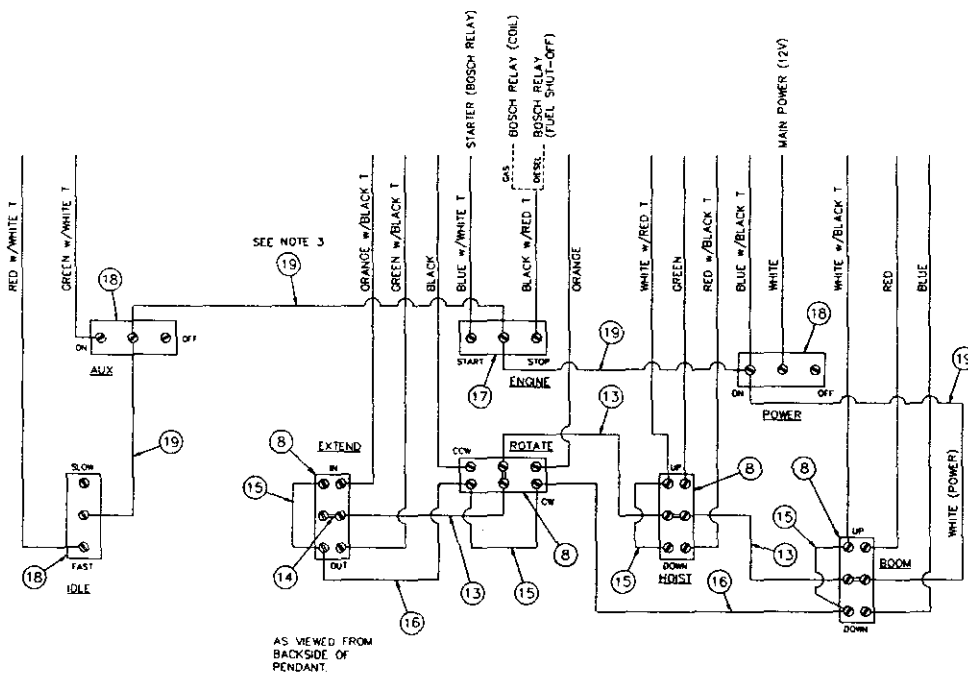 STARTER (BOSCH RELAY)
BOSCH RELAY (COIL)
BOSCH RELAY
(FUEL SHUT-OFF)
MAIN POWER (12V)
GAS
DIESEL
RED w/WHITE T
GREEN w/WHITE T
ORANGE w/BLACK T
GREEN w/BLACK T
BLACK
BLUE w/WHITE T
BLACK w/RED T
ORANGE
WHITE w/RED T
GREEN
RED w/BLACK T
BLUE w/BLACK T
WHITE
WHITE w/BLACK T
RED
BLUE
SEE NOTE 3
19
18
ON
OFF
AUX
START
STOP
17
ENGINE
19
18
ON
OFF
POWER
19
13
19
8
EXTEND
IN
15
14
OUT
13
16
CCW
ROTATE
CW
8
15
UP
8
15
DOWN
HOIST
13
8
UP
15
BOOM
DOWN
16
WHITE (POWER)
SLOW
18
FAST
IDLE
AS VIEWED FROM
BACKSIDE OF
PENDANT.